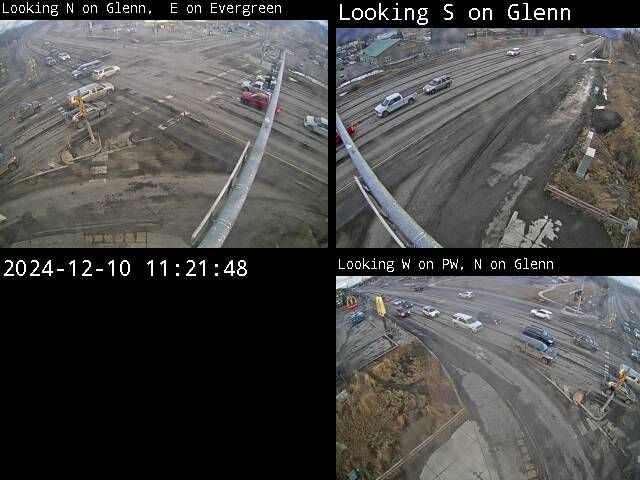 Looking N on Glenn, E on Evergreen
Looking S on Glenn
2024-12-10 11:21:48
Looking W on PW, N on Glenn